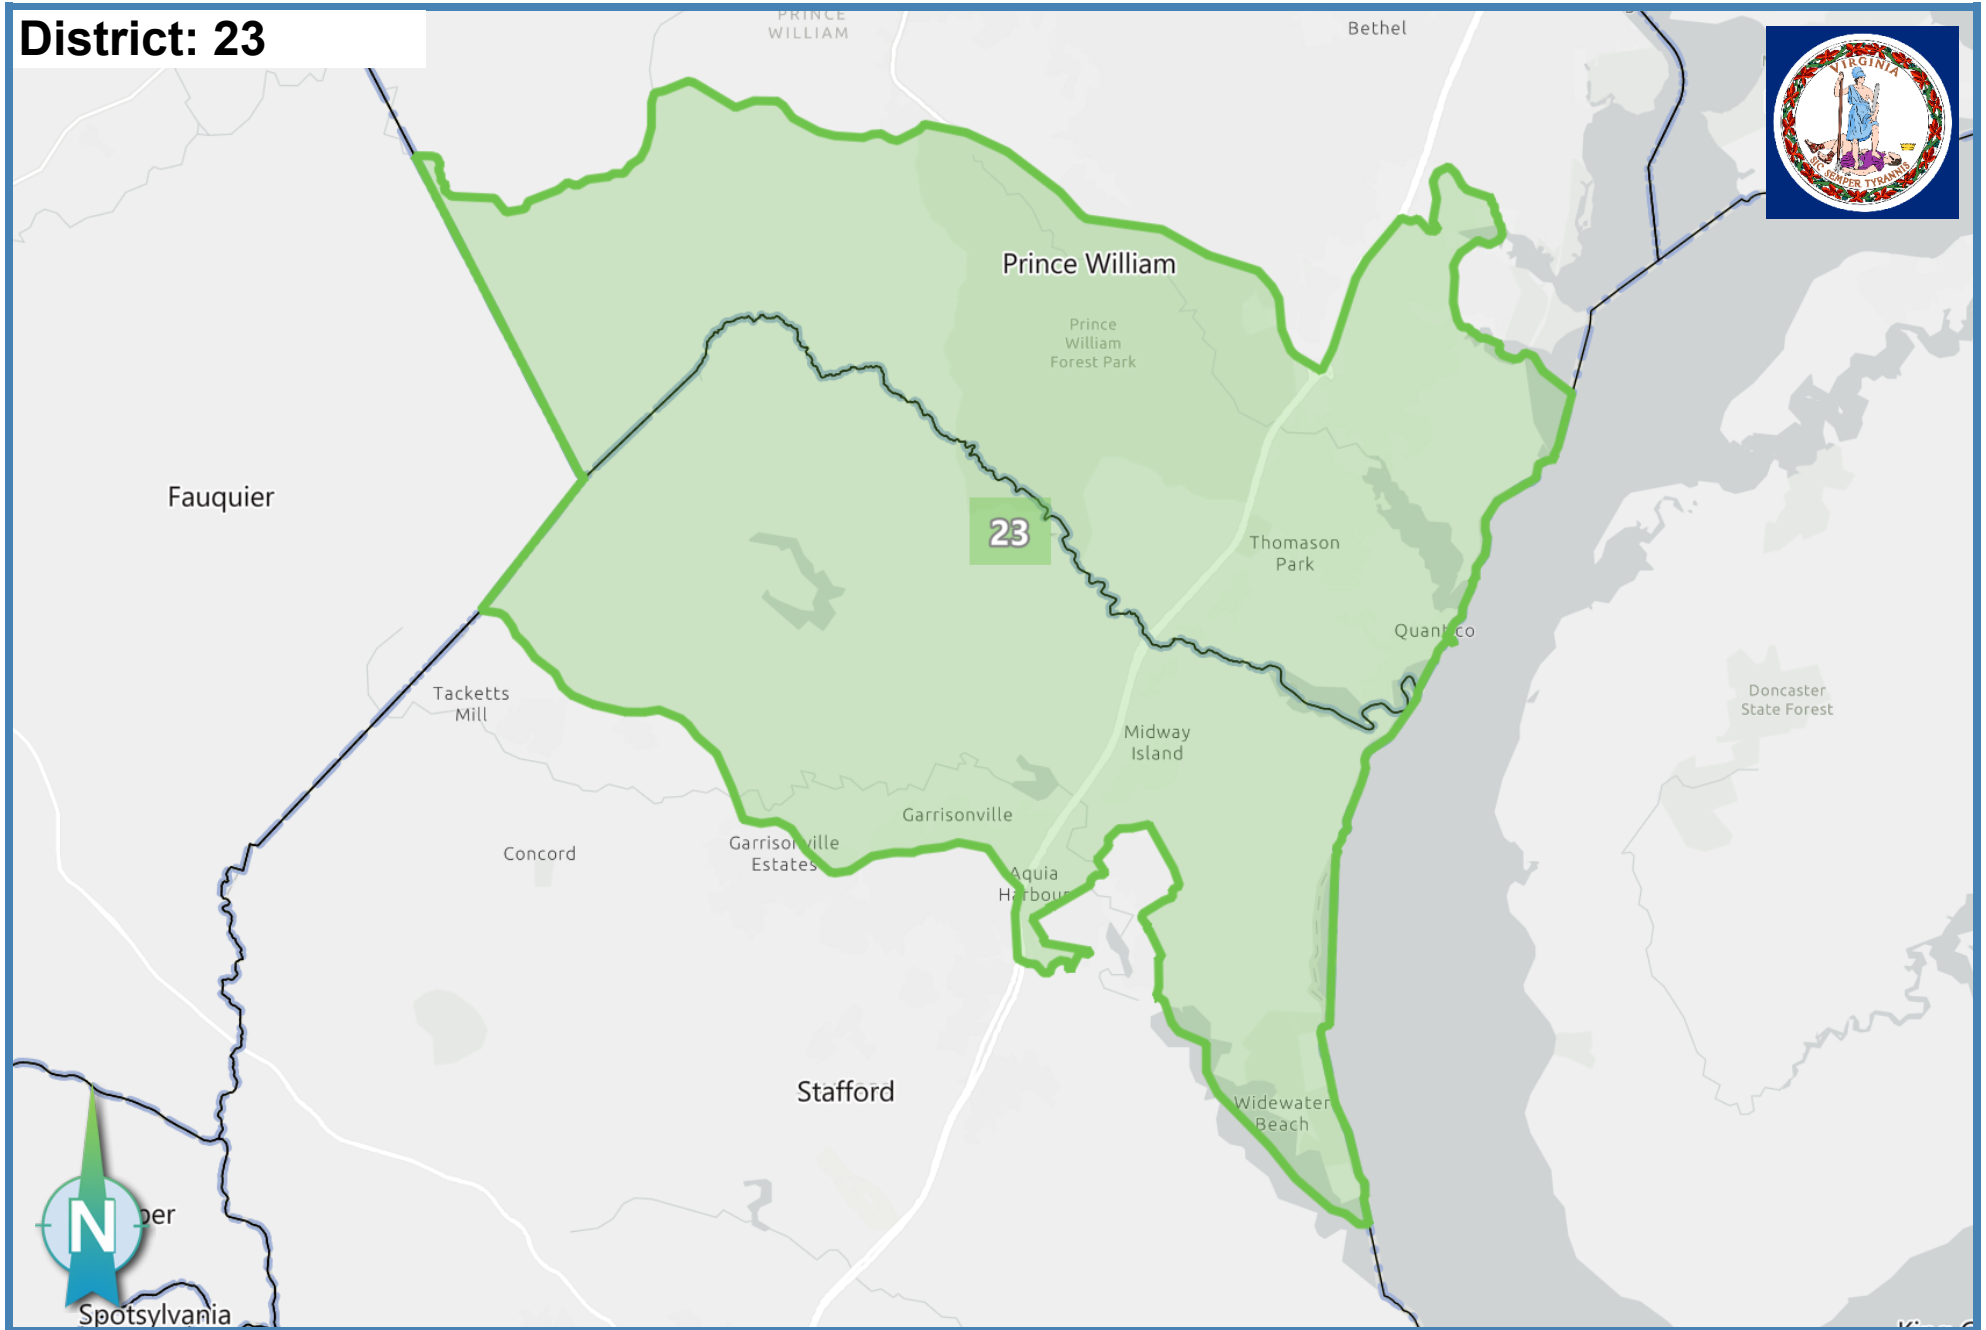 District: 23
PRINCE
WILLIAM
Bethel
VIRGINIA
SIC SEMPER TYRANNIS
Prince William
Prince
William
Forest Park
Fauquier
23
Thomason
Park
Quantico
Tacketts
Mill
Doncaster
State Forest
Midway
Island
Garrisonville
Garrisonville
Estates
Concord
Aquia
Harbour
Stafford
Widewater
Beach
N
per
Spotsylvania